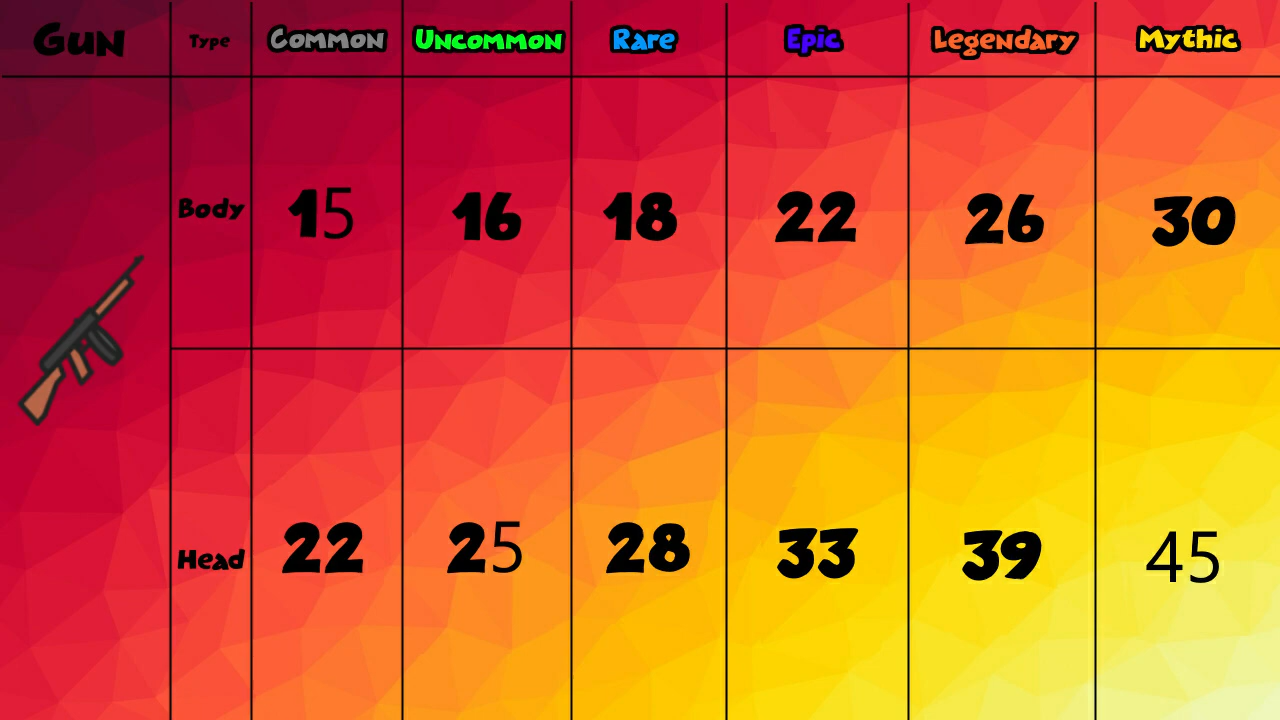 Gun Type Common Uncommon Rare Epic Legendary Mythic
Body 15 16 18 22 26 30
Head 22 25 28 33 39 45